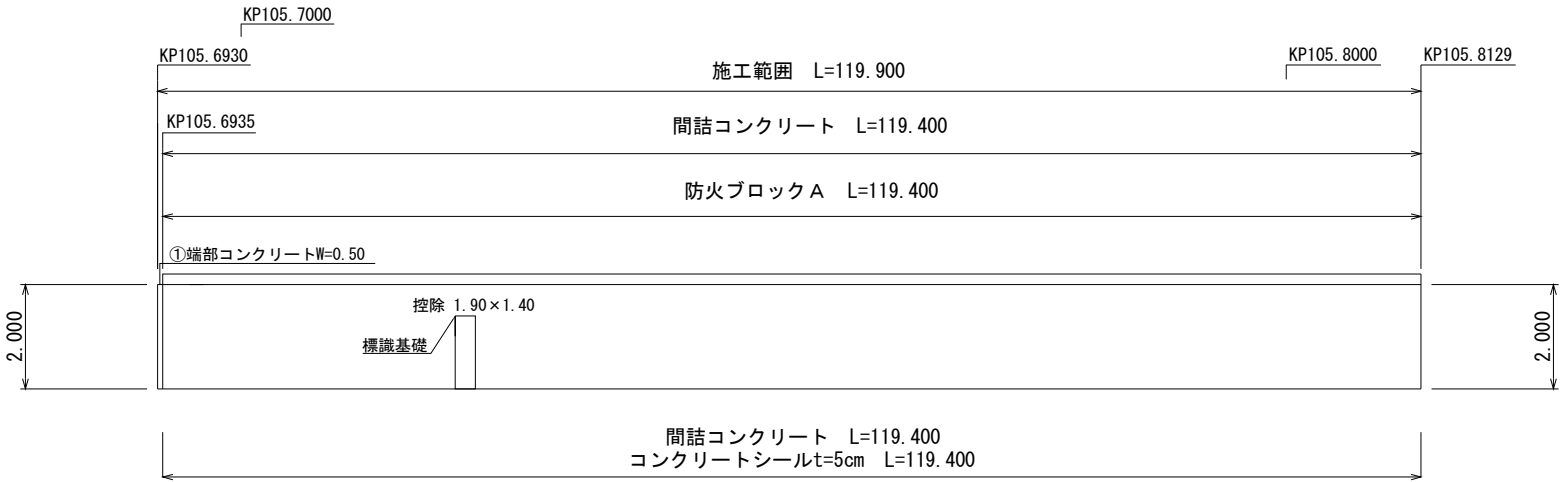 KP105.7000
KP105.6930
施工範囲　L=119.900
KP105.8000
KP105.8129
KP105.6935
間詰コンクリート　L=119.400
防火ブロックA　L=119.400
①端部コンクリートW=0.50
控除 1.90×1.40
標識基礎
2.000
2.000
間詰コンクリート　L=119.400
コンクリートシールt=5cm　L=119.400